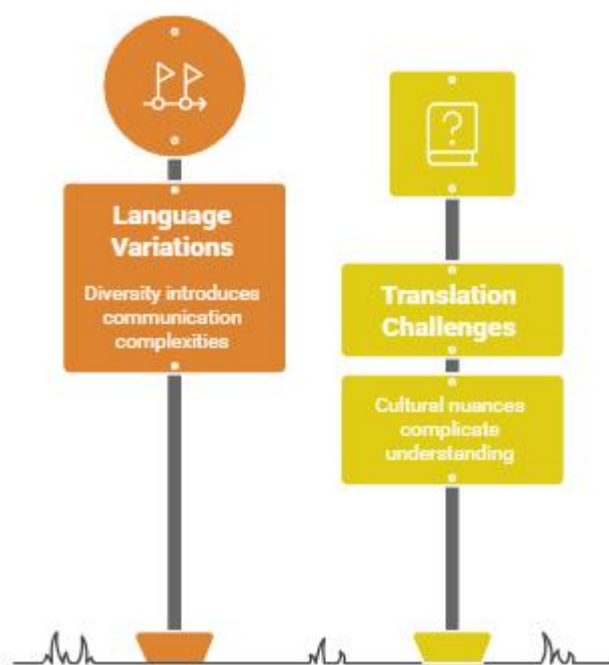 Language
Variations
Diversity introduces
communication
complexities
?
Translation
Challenges
Cultural nuances
complicate
understanding